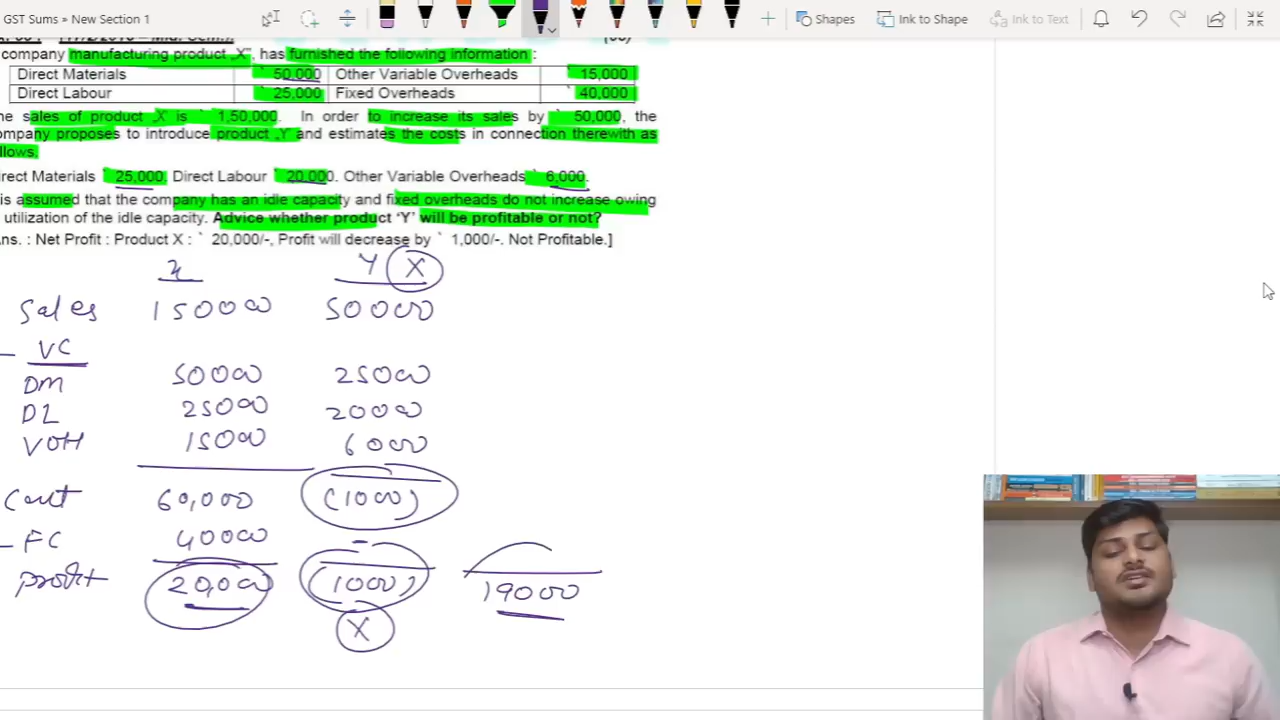 GST Sums » New Section 1
Shapes
Ink to Shape
Ink to Text
company manufacturing product „X", has furnished the following information :
Direct Materials ` 50,000 Other Variable Overheads ` 15,000
Direct Labour ` 25,000 Fixed Overheads ` 40,000
he sales of product „X' is ` 1,50,000. In order to increase its sales by ` 50,000, the
ompany proposes to introduce product „Y' and estimates the costs in connection therewith as
llows,
irect Materials ` 25,000. Direct Labour ` 20,000. Other Variable Overheads ` 6,000.
is assumed that the company has an idle capacity and fixed overheads do not increase owing
utilization of the idle capacity. Advice whether product 'Y' will be profitable or not?
ns. : Net Profit : Product X : ` 20,000/-, Profit will decrease by ` 1,000/-. Not Profitable.]
x Y X
Sales 150000 50000
- VC
DM 50000 25000
DL 25000 20000
VOH 15000 6000
Cont 60,000 (1000)
- FC 40000 -
profit 20,000 (1000) 19000
X